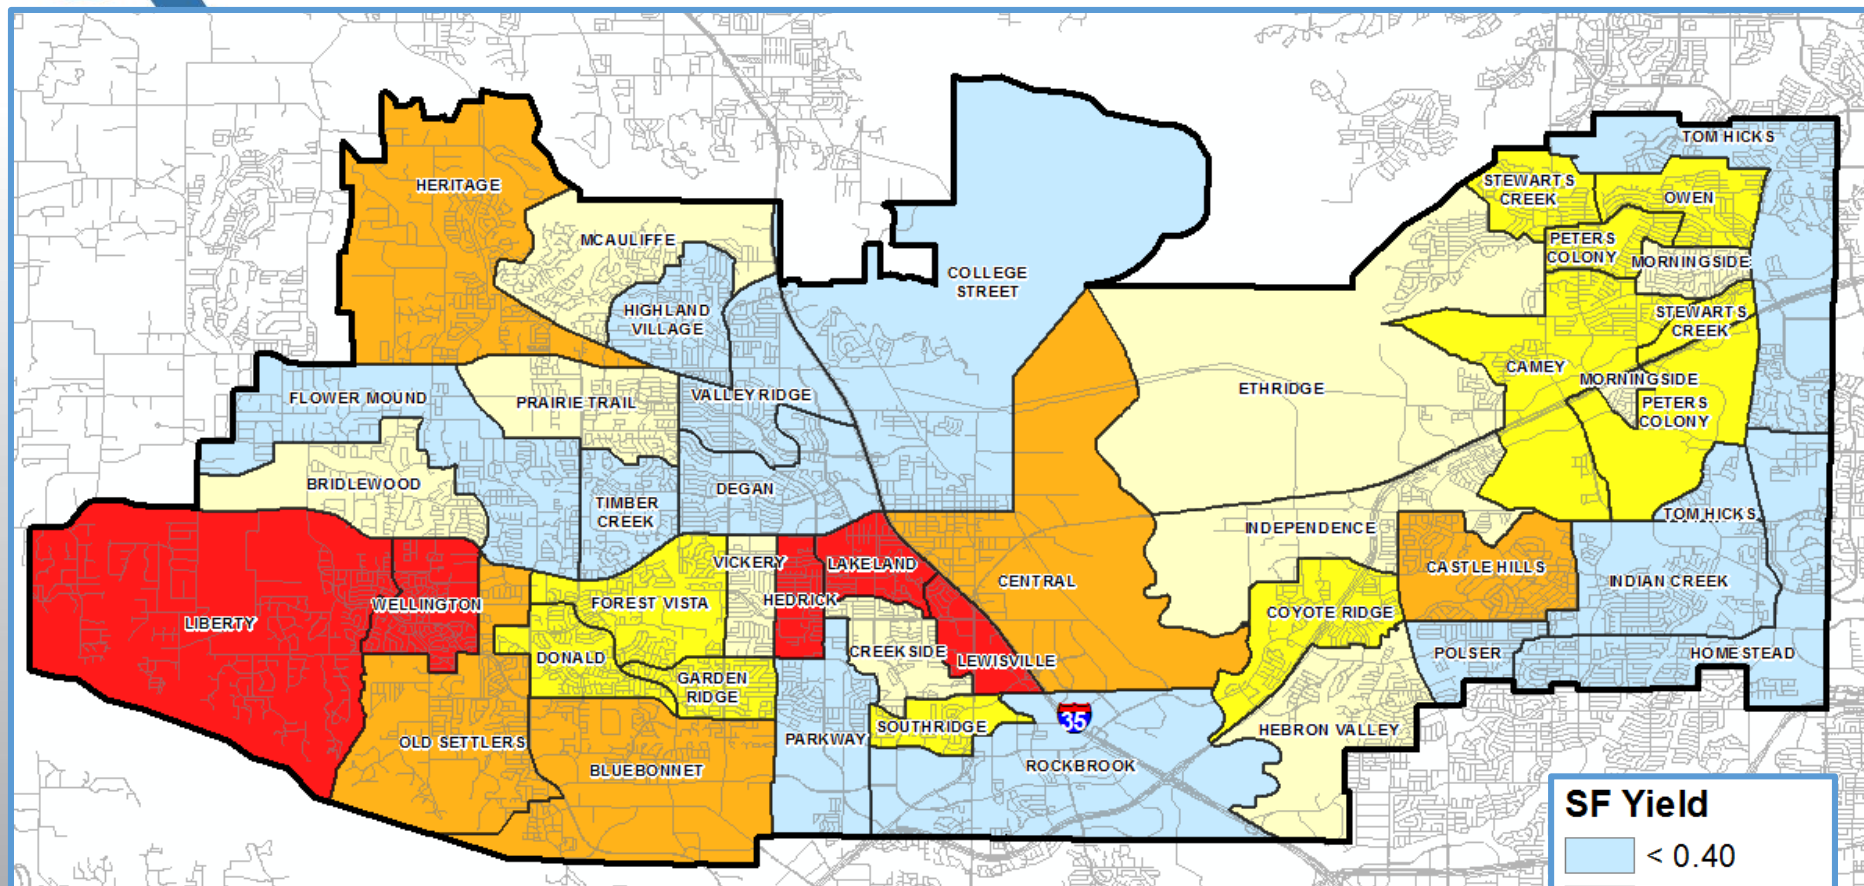 TOM HICKS
HERITAGE
STEWARTS
CREEK
OWEN
MCAULIFFE
PETERS
COLONY
MORNINGSIDE
COLLEGE
STREET
HIGHLAND
VILLAGE
STEWARTS
CREEK
CAMEY
MORNINGSIDE
ETHRIDGE
FLOWER MOUND
PRAIRIE TRAIL
VALLEY RIDGE
PETERS
COLONY
BRIDLEWOOD
DEGAN
TIMBER
CREEK
TOM HICKS
INDEPENDENCE
VICKERY
LAKELAND
CASTLE HILLS
CENTRAL
INDIAN CREEK
WELLINGTON
FOREST VISTA
HEDRICK
COYOTE RIDGE
LIBERTY
DONALD
CREEKSIDE
LEWISVILLE
POLSER
HOMESTEAD
GARDEN
RIDGE
35
SOUTHRIDGE
HEBRON VALLEY
OLD SETTLERS
PARKWAY
BLUEBONNET
ROCKBROOK
SF Yield
< 0.40